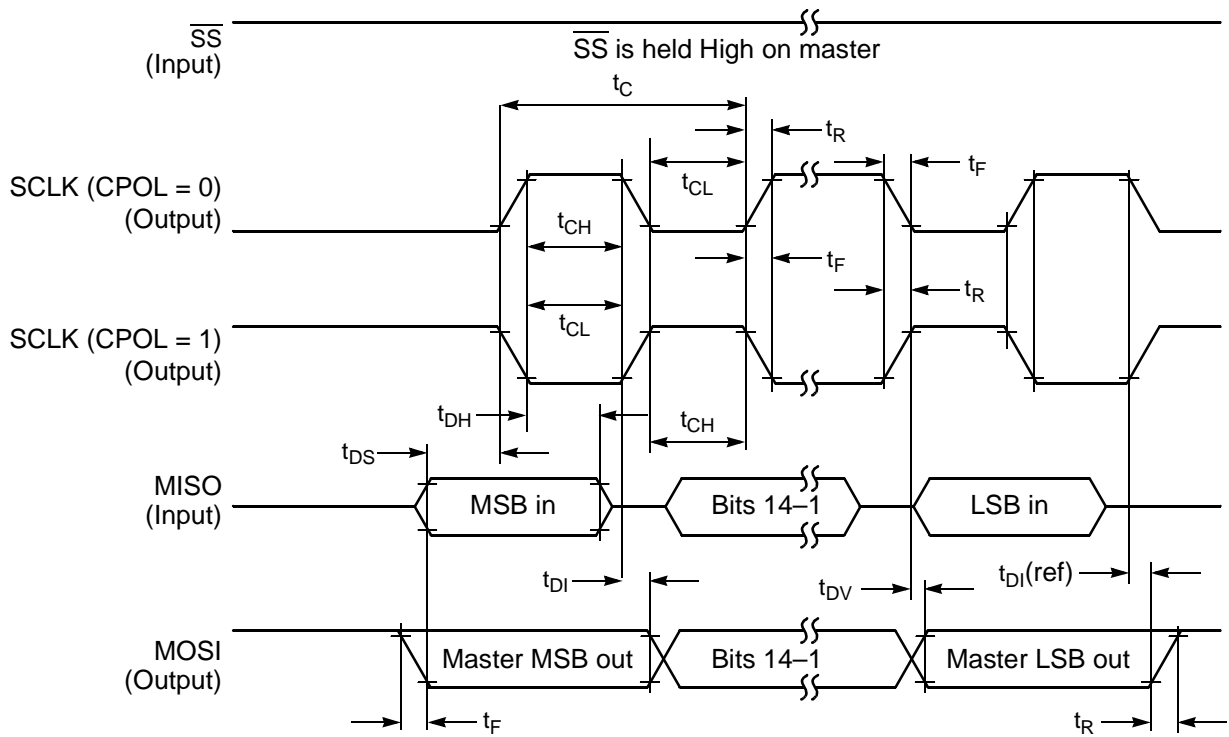 SS
(Input)
SS is held High on master
tC
tR
tF
SCLK (CPOL = 0)
(Output)
tCL
tCH
tF
tR
tCL
SCLK (CPOL = 1)
(Output)
tDH
tCH
tDS
MISO
(Input)
MSB in
Bits 14–1
LSB in
tDI
tDV
tDI(ref)
MOSI
(Output)
Master MSB out
Bits 14–1
Master LSB out
tF
tR